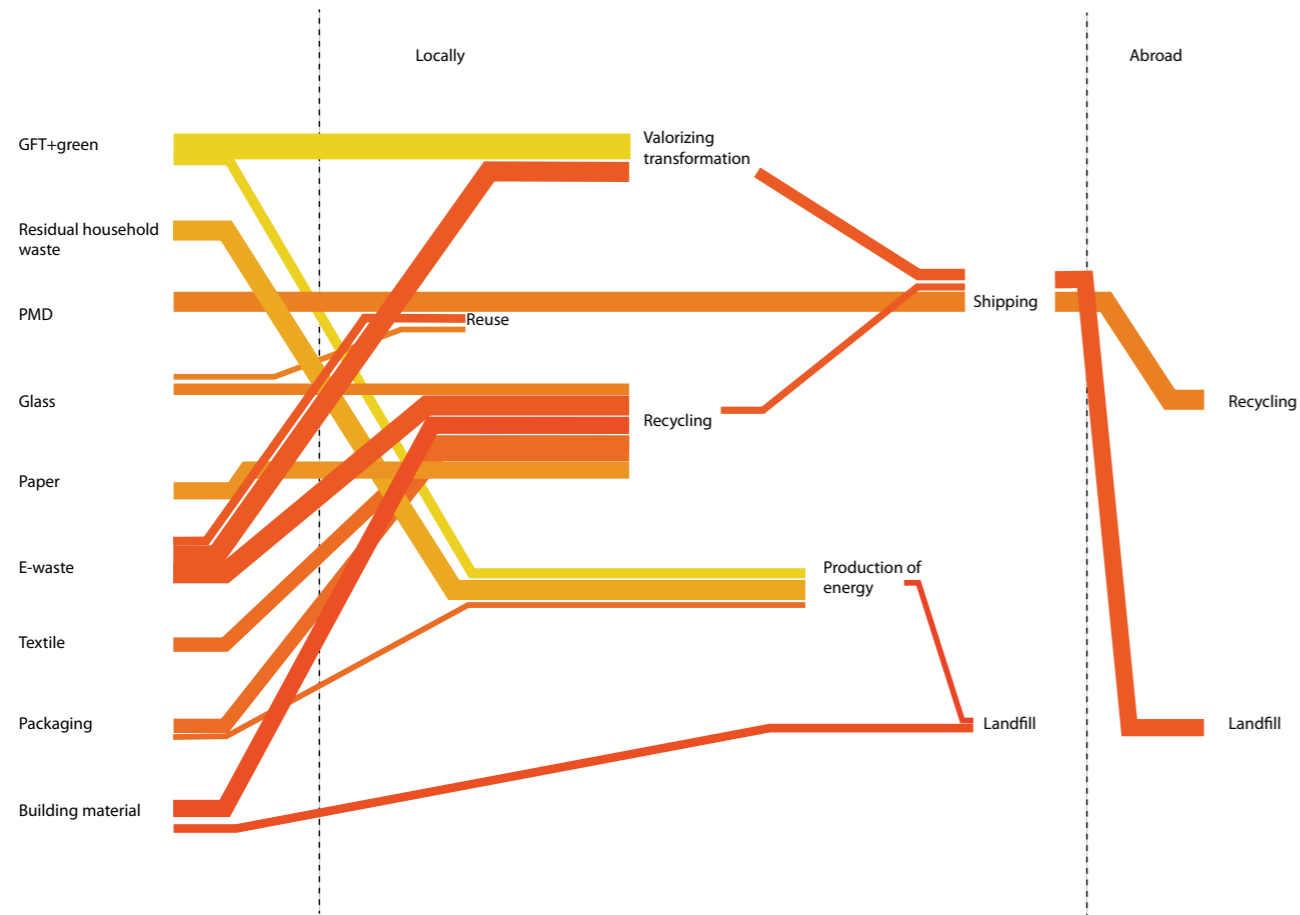 Locally
Abroad
GFT+green
Residual household
waste
PMD
Glass
Paper
E-waste
Textile
Packaging
Building material
Valorizing
transformation
Reuse
Recycling
Production of
energy
Shipping
Landfill
Recycling
Landfill